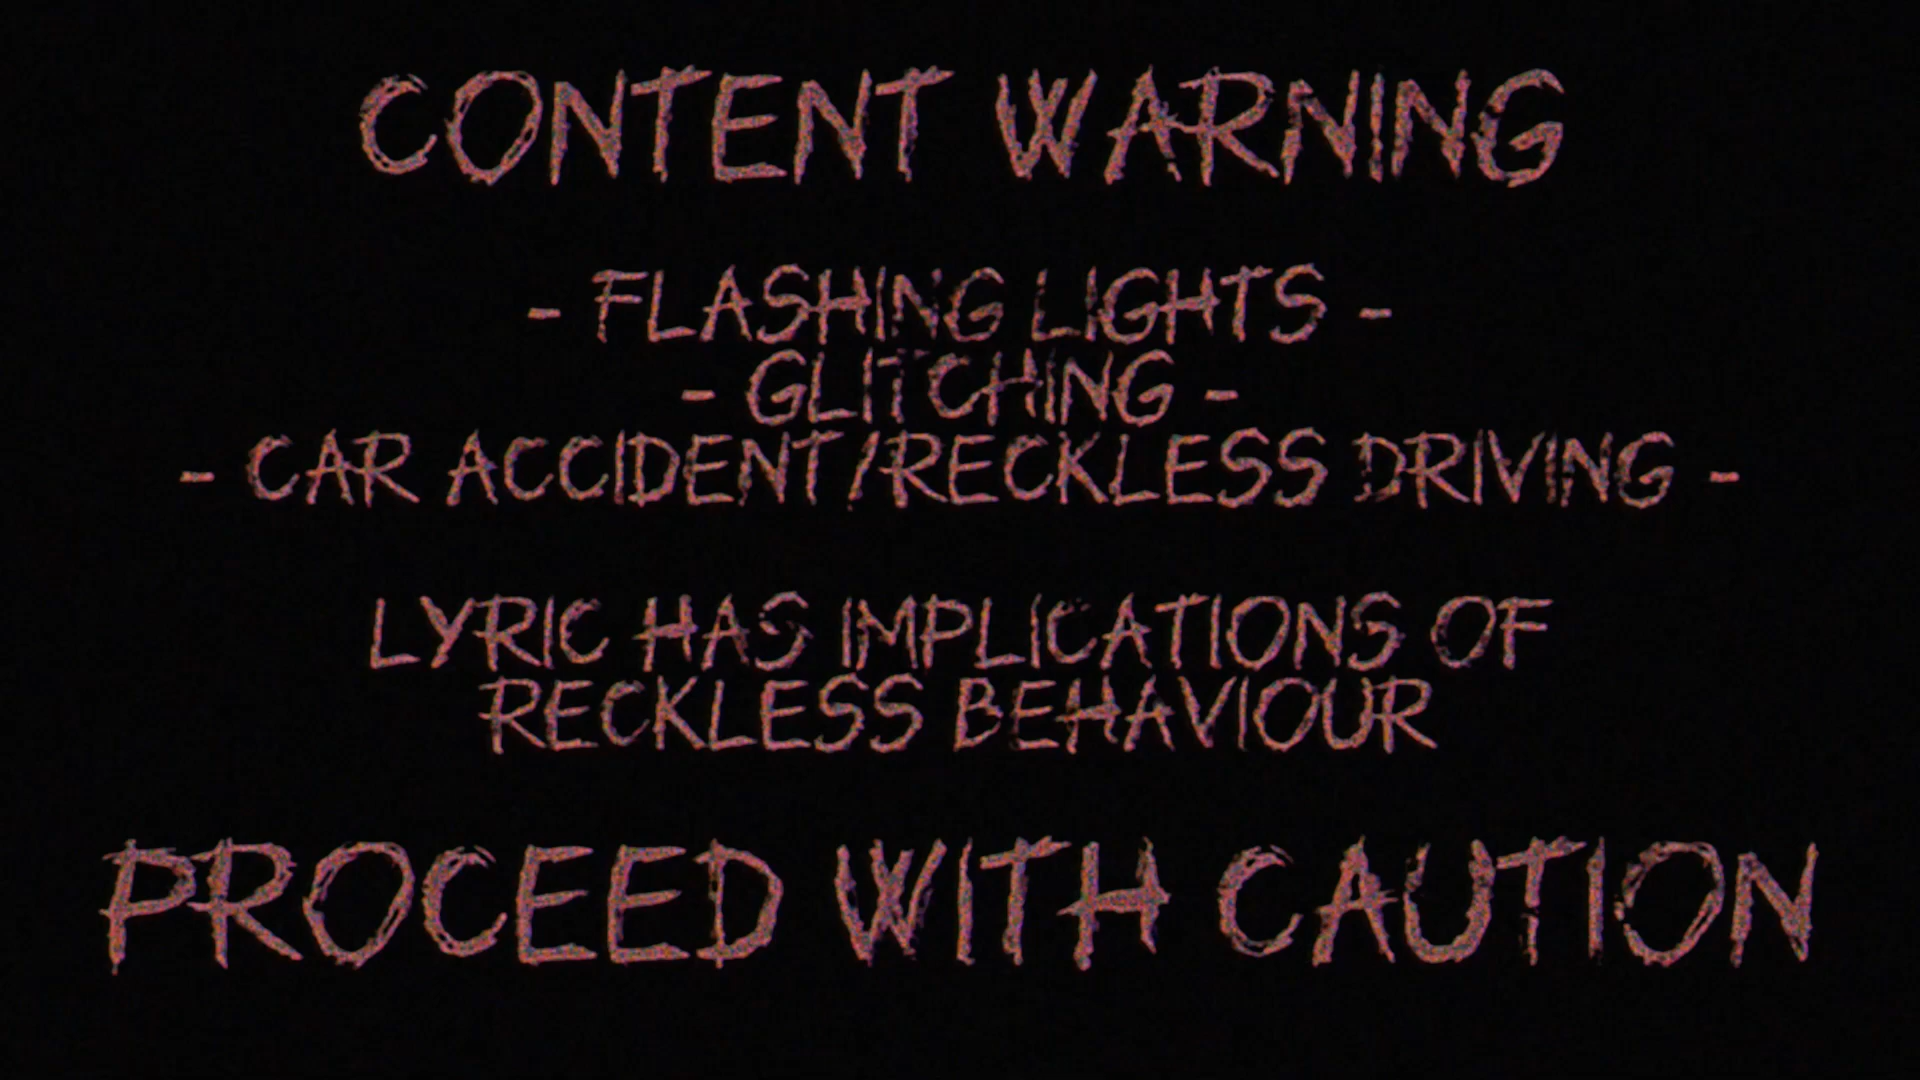 CONTENT WARNING
- FLASHING LIGHTS -
- GLITCHING -
- CAR ACCIDENT/RECKLESS DRIVING -
LYRIC HAS IMPLICATIONS OF
RECKLESS BEHAVIOUR
PROCEED WITH CAUTION